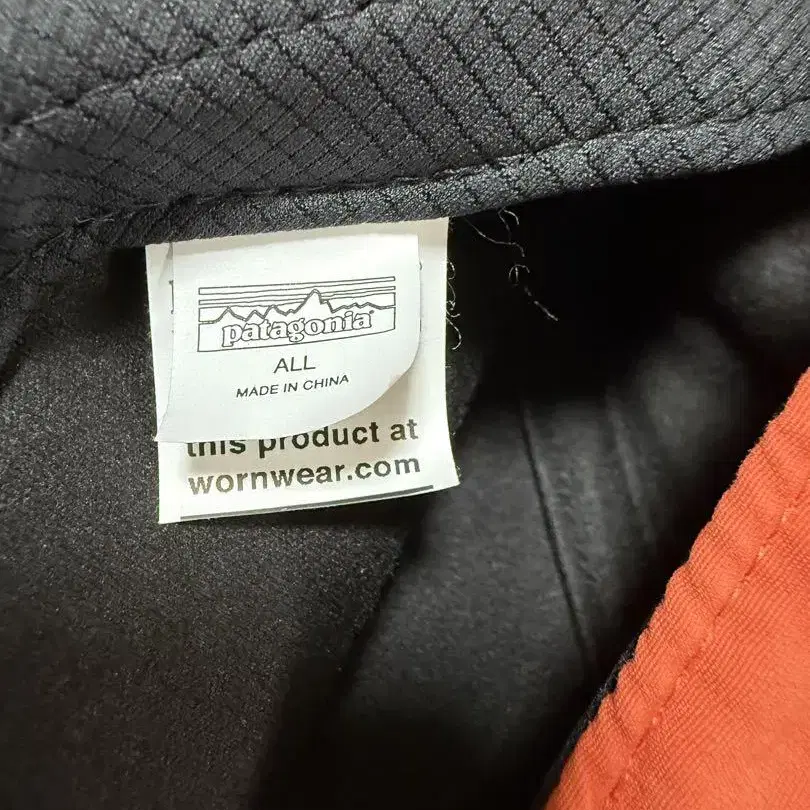 patagonia
ALL
MADE IN CHINA
this product at
wornwear.com